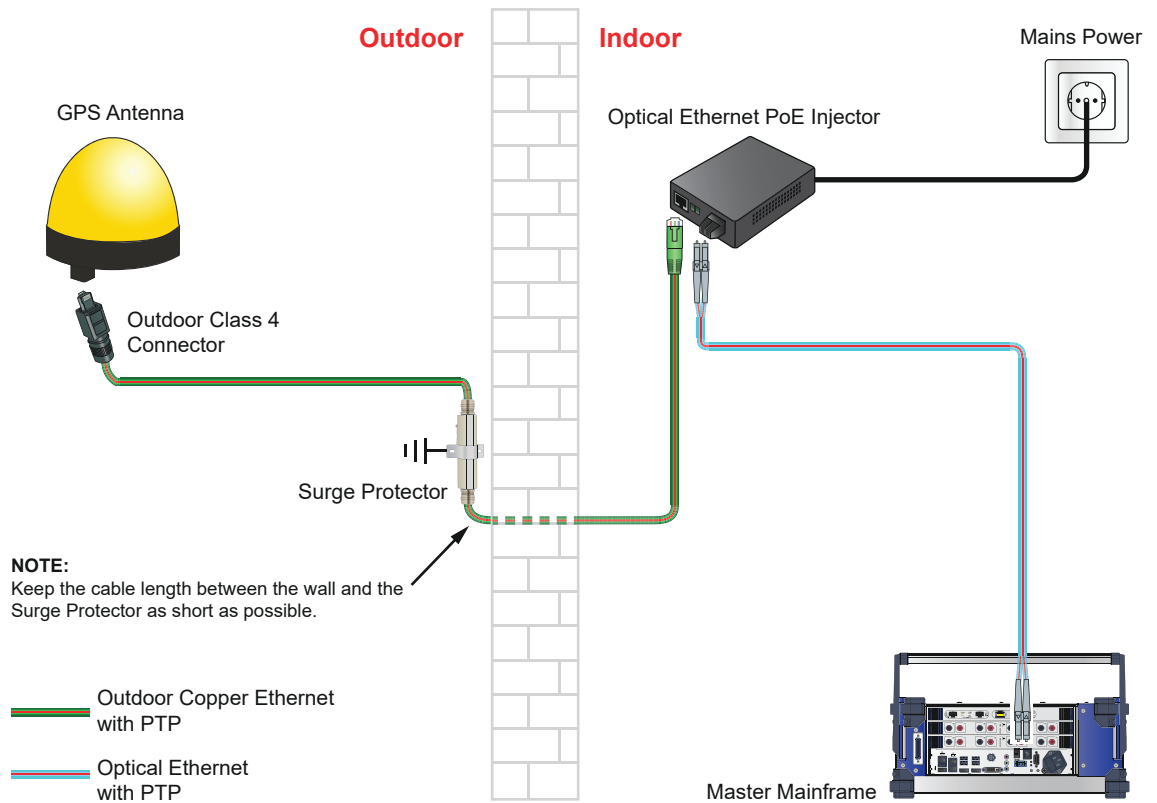 Outdoor
Indoor
Mains Power
GPS Antenna
Optical Ethernet PoE Injector
Outdoor Class 4
Connector
Surge Protector
NOTE:
Keep the cable length between the wall and the
Surge Protector as short as possible.
Outdoor Copper Ethernet
with PTP
Optical Ethernet
with PTP
Master Mainframe